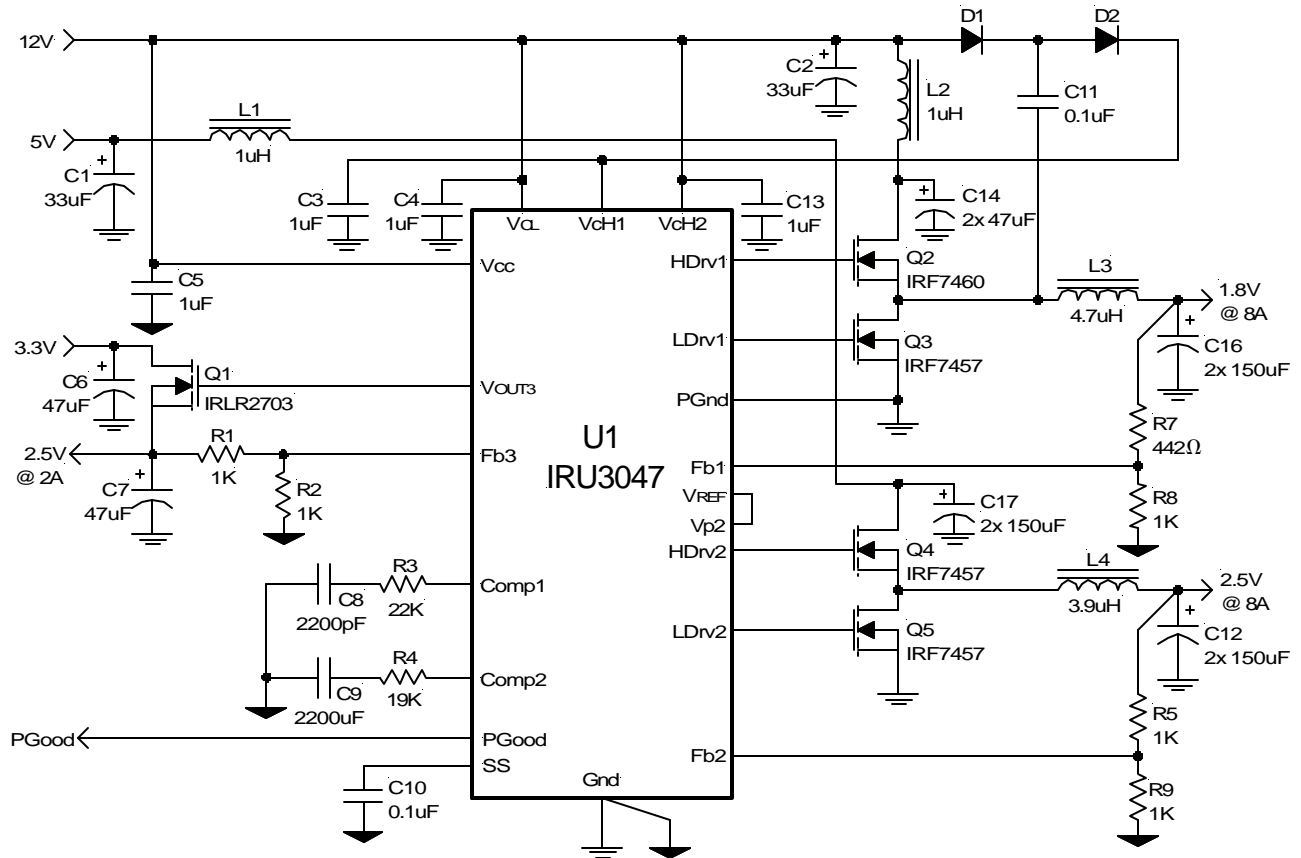 12V
5V
L1
1uH
C1
33uF
C2
33uF
D1
D2
L2
1uH
C11
0.1uF
C3
1uF
C4
1uF
C13
1uF
C14
2x 47uF
VCL
VcH1
VcH2
Vcc
C5
1uF
3.3V
C6
47uF
Q1
IRLR2703
2.5V
@ 2A
C7
47uF
R1
1K
R2
1K
VOUT3
Fb3
U1
IRU3047
HDrv1
LDrv1
PGnd
Fb1
VREF
Vp2
HDrv2
LDrv2
Fb2
Q2
IRF7460
Q3
IRF7457
L3
4.7uH
1.8V
@ 8A
C16
2x 150uF
R7
442Ω
R8
1K
C17
2x 150uF
Q4
IRF7457
Q5
IRF7457
L4
3.9uH
2.5V
@ 8A
C12
2x 150uF
R5
1K
R9
1K
C8
2200pF
R3
22K
Comp1
C9
2200uF
R4
19K
Comp2
PGood
PGood
SS
C10
0.1uF
Gnd